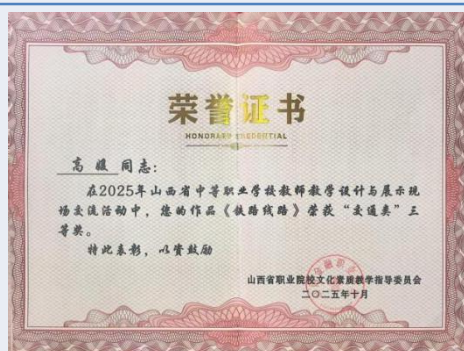 荣誉证书
HONORARY CREDENTIAL
高媛 同志：
在2025年山西省中等职业学校教师教学设计与展示现
场交流活动中，您的作品《铁路线路》荣获“交通类”三
等奖。
特此表彰，以资鼓励
山西省职业院校文化素质教学指导委员会
二〇二五年十月